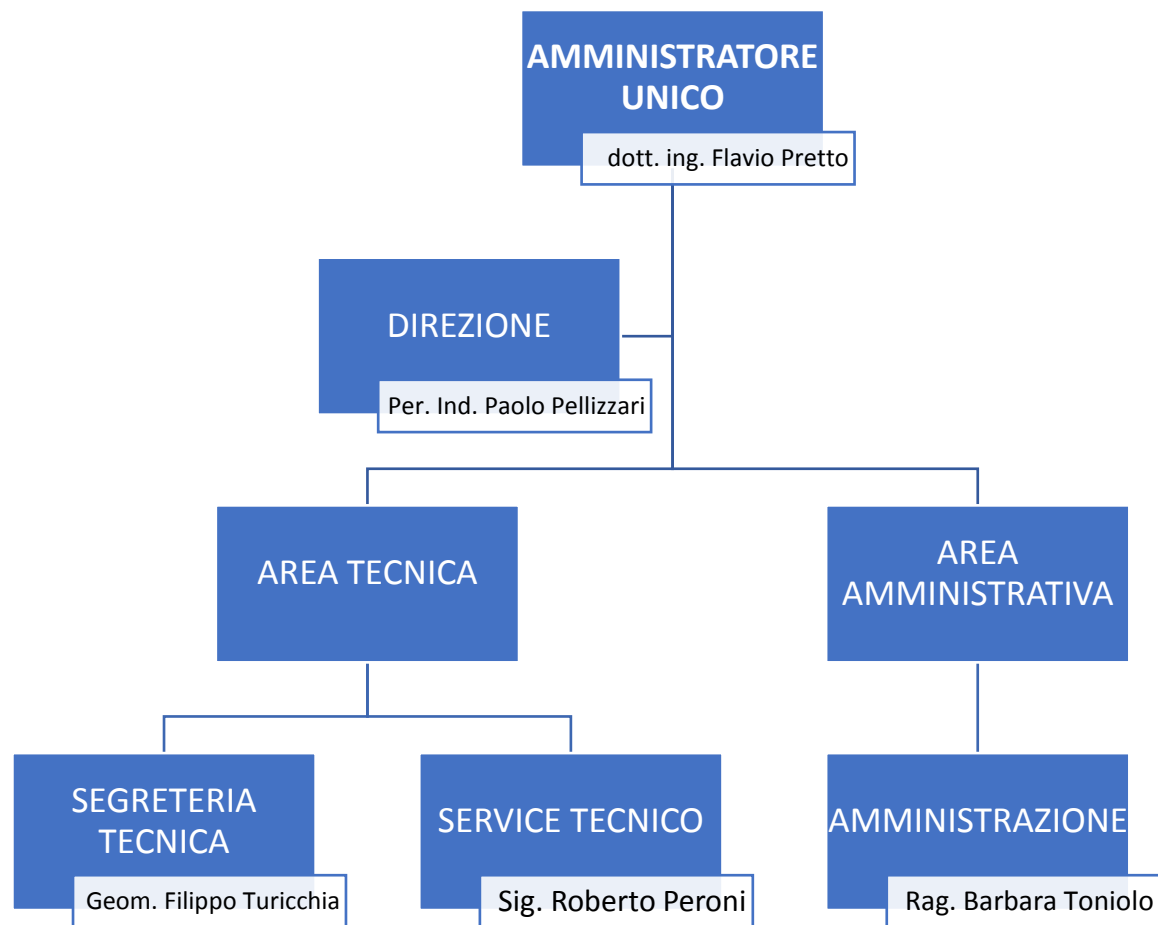 AMMINISTRATORE
UNICO
dott. ing. Flavio Pretto
DIREZIONE
Per. Ind. Paolo Pellizzari
AREA TECNICA
AREA
AMMINISTRATIVA
SEGRETERIA
TECNICA
Geom. Filippo Turicchia
SERVICE TECNICO
Sig. Roberto Peroni
AMMINISTRAZIONE
Rag. Barbara Toniolo